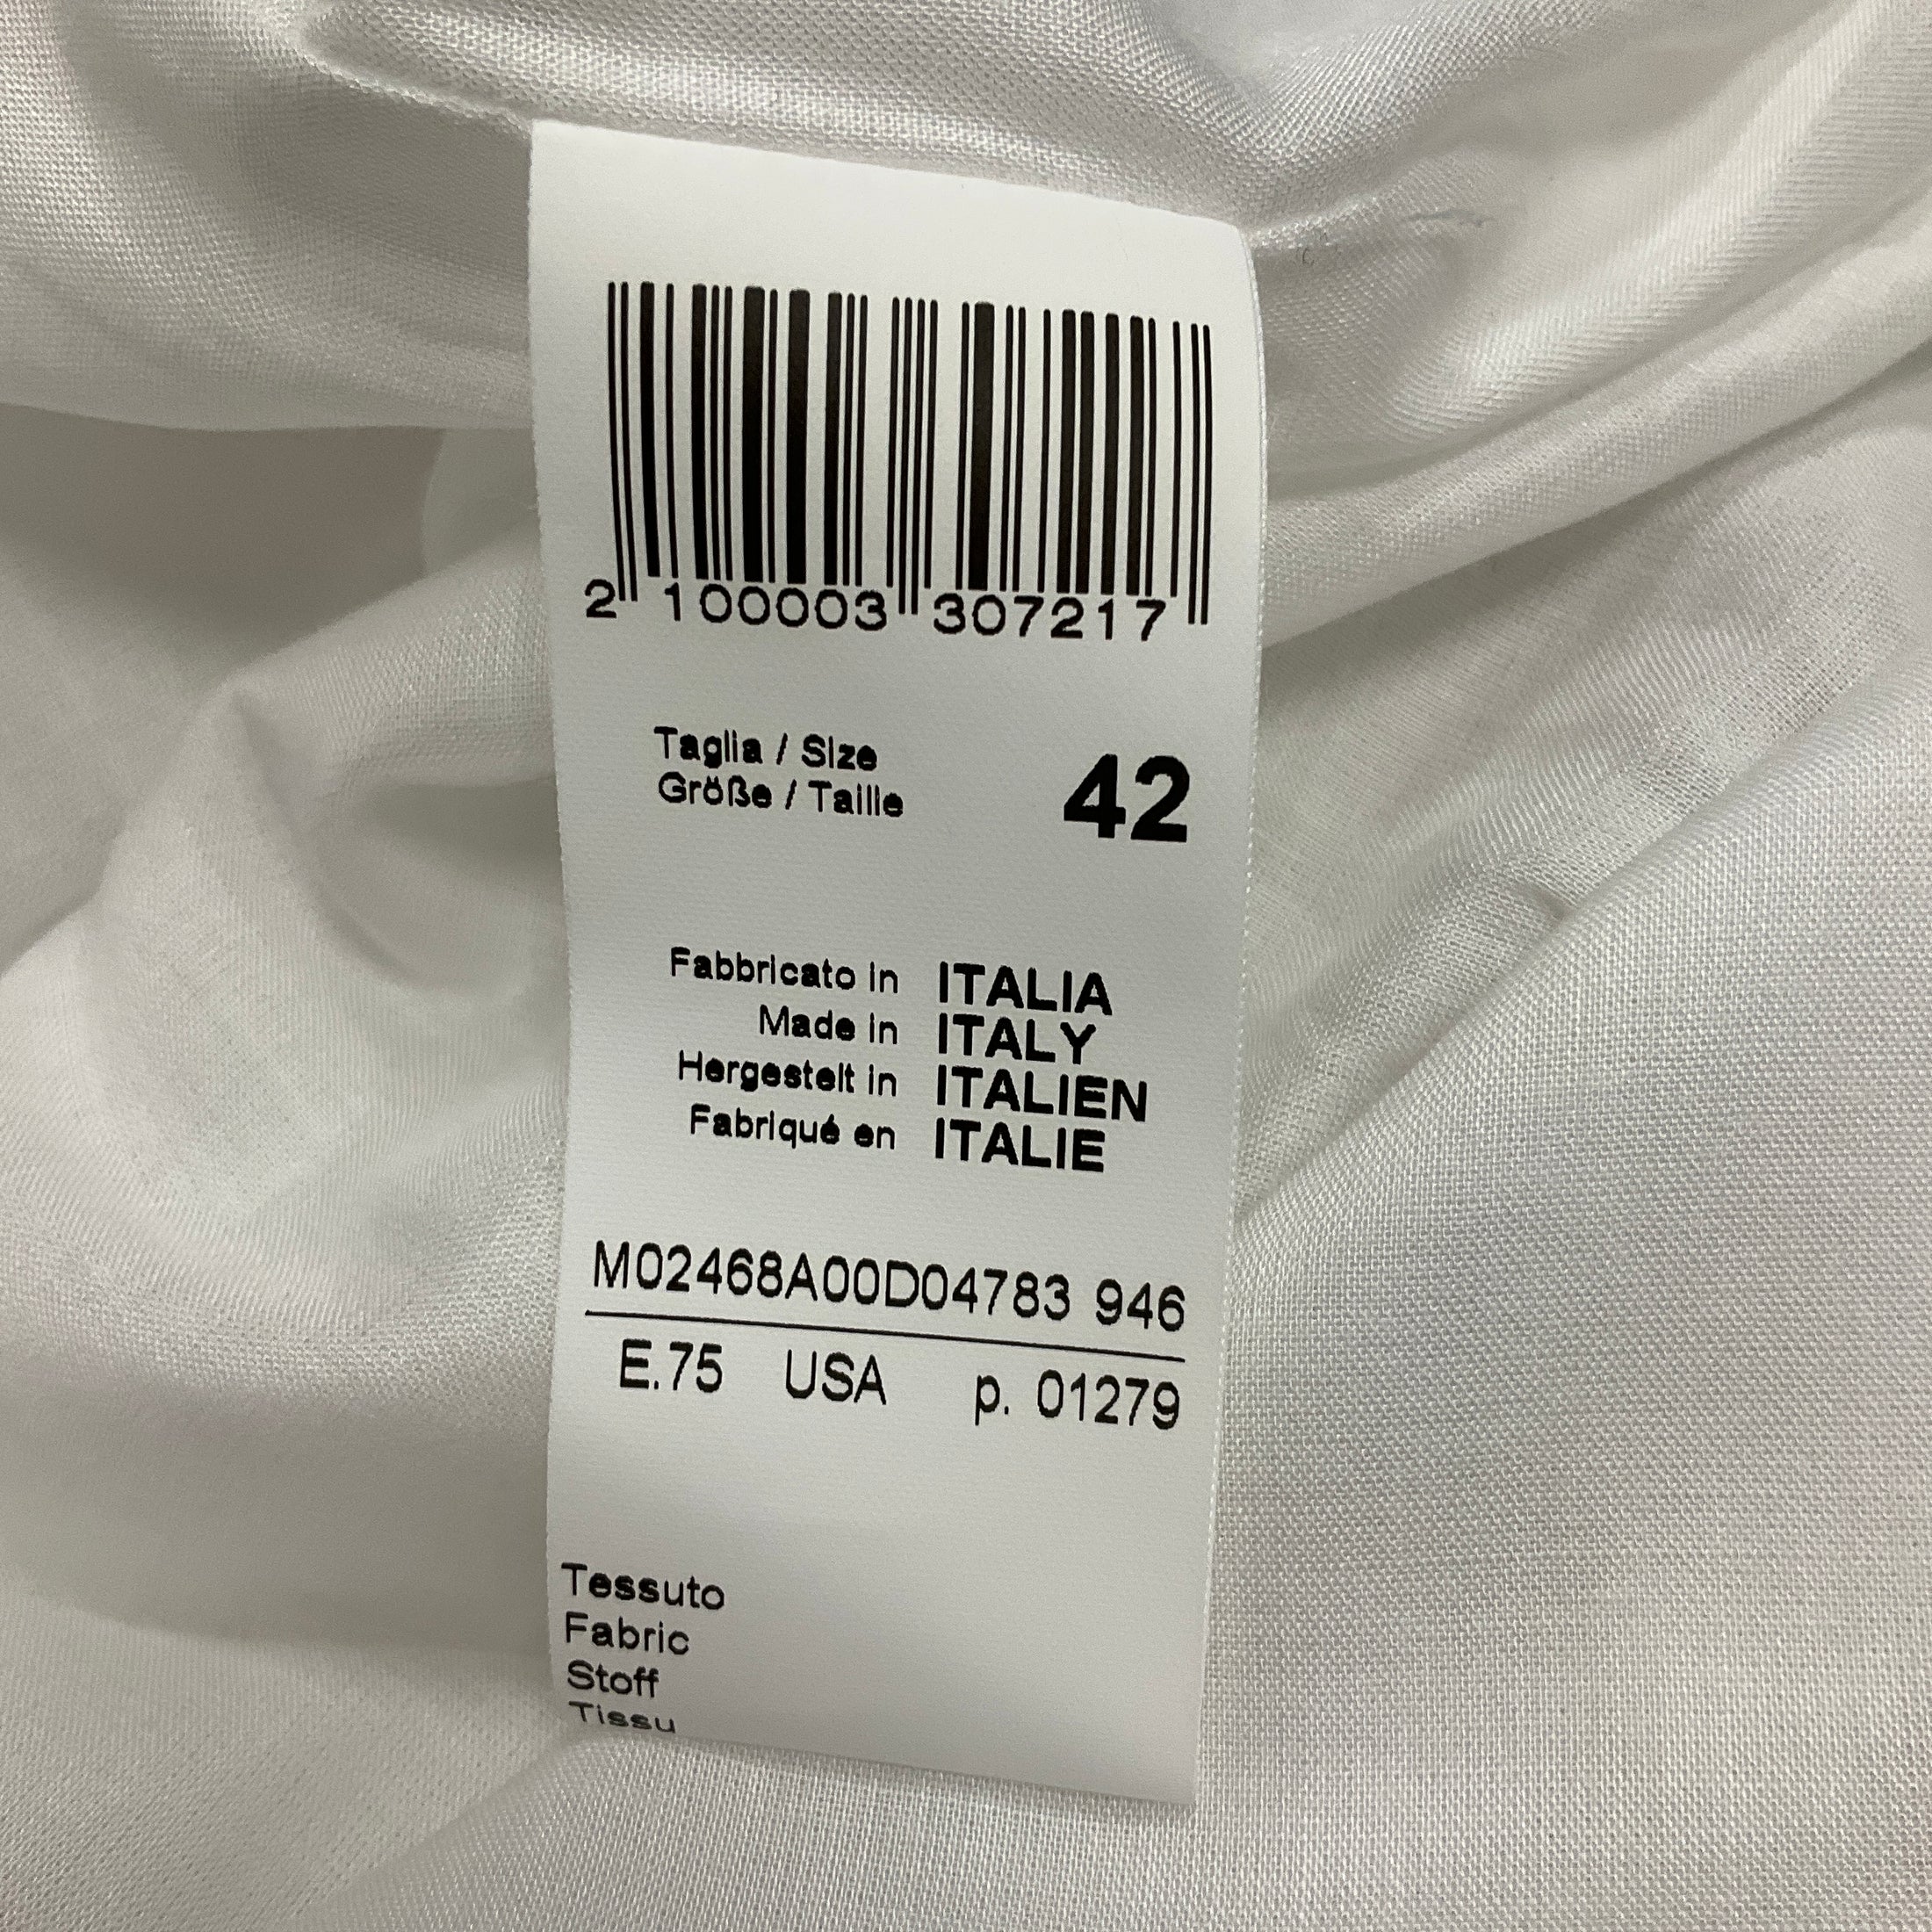 2 100003 307217
Taglia / Size
Größe / Taille
42
Fabbricato in ITALIA
Made in ITALY
Hergestelt in ITALIEN
Fabriqué en ITALIE
M02468A00D04783 946
E.75 USA p. 01279
Tessuto
Fabric
Stoff
Tissu